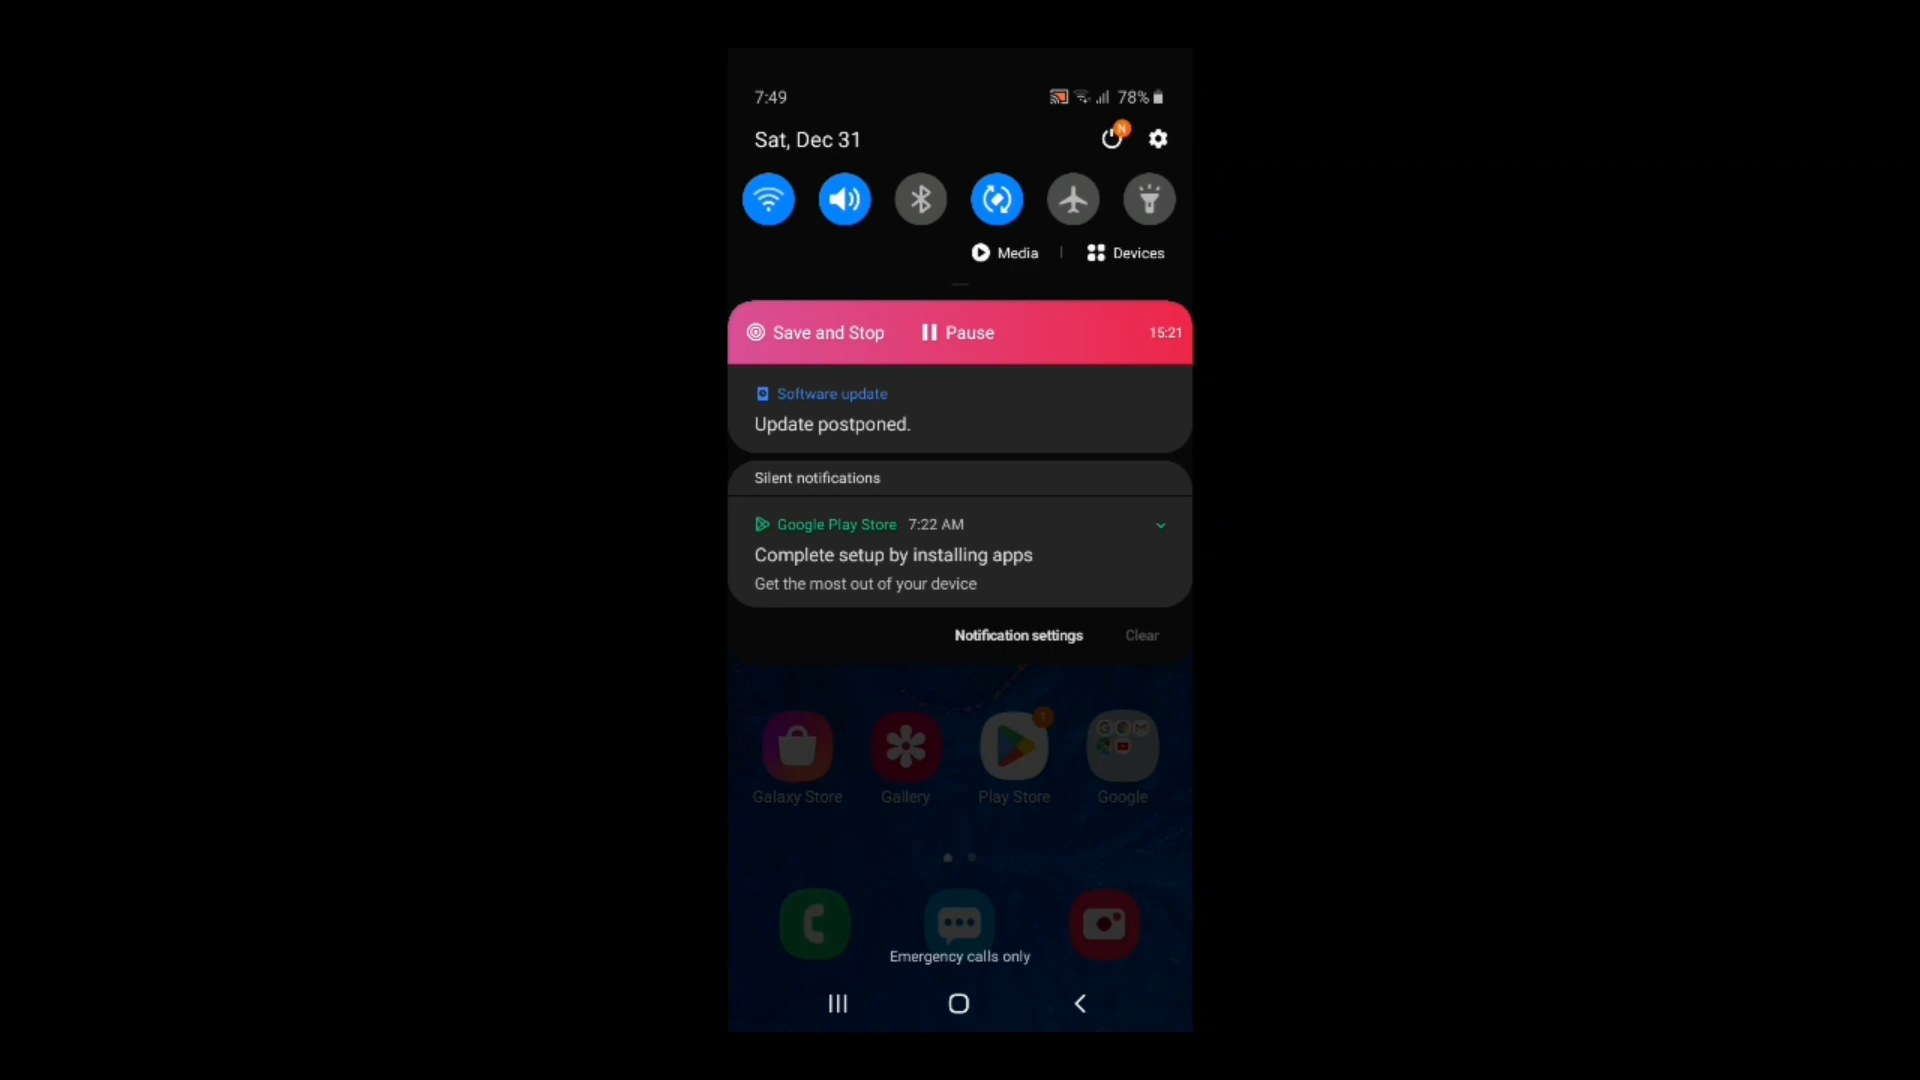 7:49 78%
Sat, Dec 31 N
Media | Devices
Save and Stop Pause 15:21
Software update
Update postponed.
Silent notifications
Google Play Store 7:22 AM
Complete setup by installing apps
Get the most out of your device
Notification settings Clear
1
Galaxy Store Gallery Play Store Google
Emergency calls only